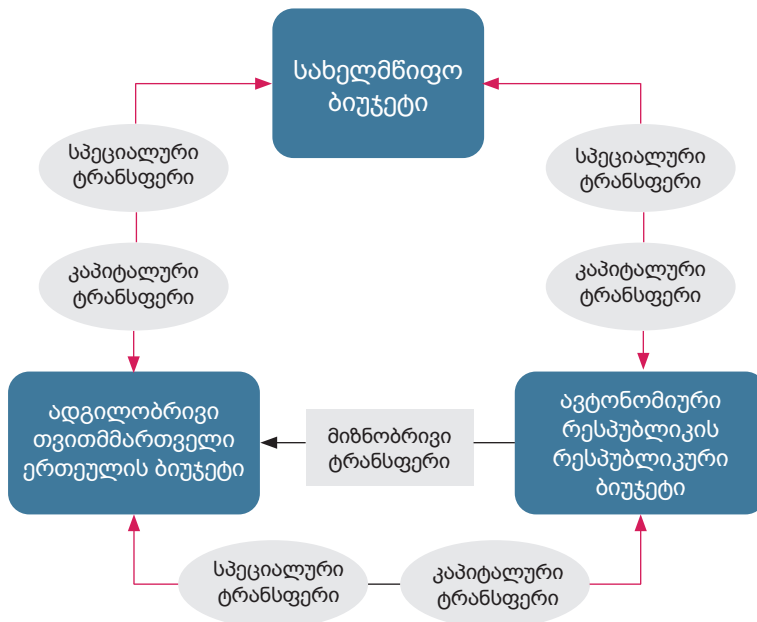 სახელმწიფო
ბიუჯეტი
სპეციალური
ტრანსფერი
სპეციალური
ტრანსფერი
კაპიტალური
ტრანსფერი
კაპიტალური
ტრანსფერი
ადგილობრივი
თვითმმართველი
ერთეულის ბიუჯეტი
მიზნობრივი
ტრანსფერი
ავტონომიური
რესპუბლიკის
რესპუბლიკური
ბიუჯეტი
სპეციალური
ტრანსფერი
კაპიტალური
ტრანსფერი